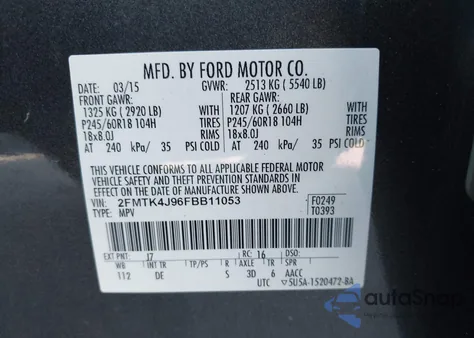 MFD. BY FORD MOTOR CO.
DATE: 03/15 GVWR: 2513 KG ( 5540 LB)
FRONT GAWR: REAR GAWR:
1325 KG ( 2920 LB) WITH 1207 KG ( 2660 LB) WITH
P245/60R18 104H TIRES P245/60R18 104H TIRES
18x8.0J RIMS 18x8.0J RIMS
AT 240 kPa/ 35 PSI COLD AT 240 kPa/ 35 PSI COLD
THIS VEHICLE CONFORMS TO ALL APPLICABLE FEDERAL MOTOR
VEHICLE SAFETY AND THEFT PREVENTION STANDARDS IN
EFFECT ON THE DATE OF MANUFACTURE SHOWN ABOVE.
VIN: 2FMTK4J96FBB11053 F0249
TYPE: MPV T0393
EXT PNT: J7 RC: 16 DSO:
WB INT TR TP/PS R AXLE TR SPR
112 DE S 3D 6 AACC
UTC 5U5A-1520472-BA
autoSnap